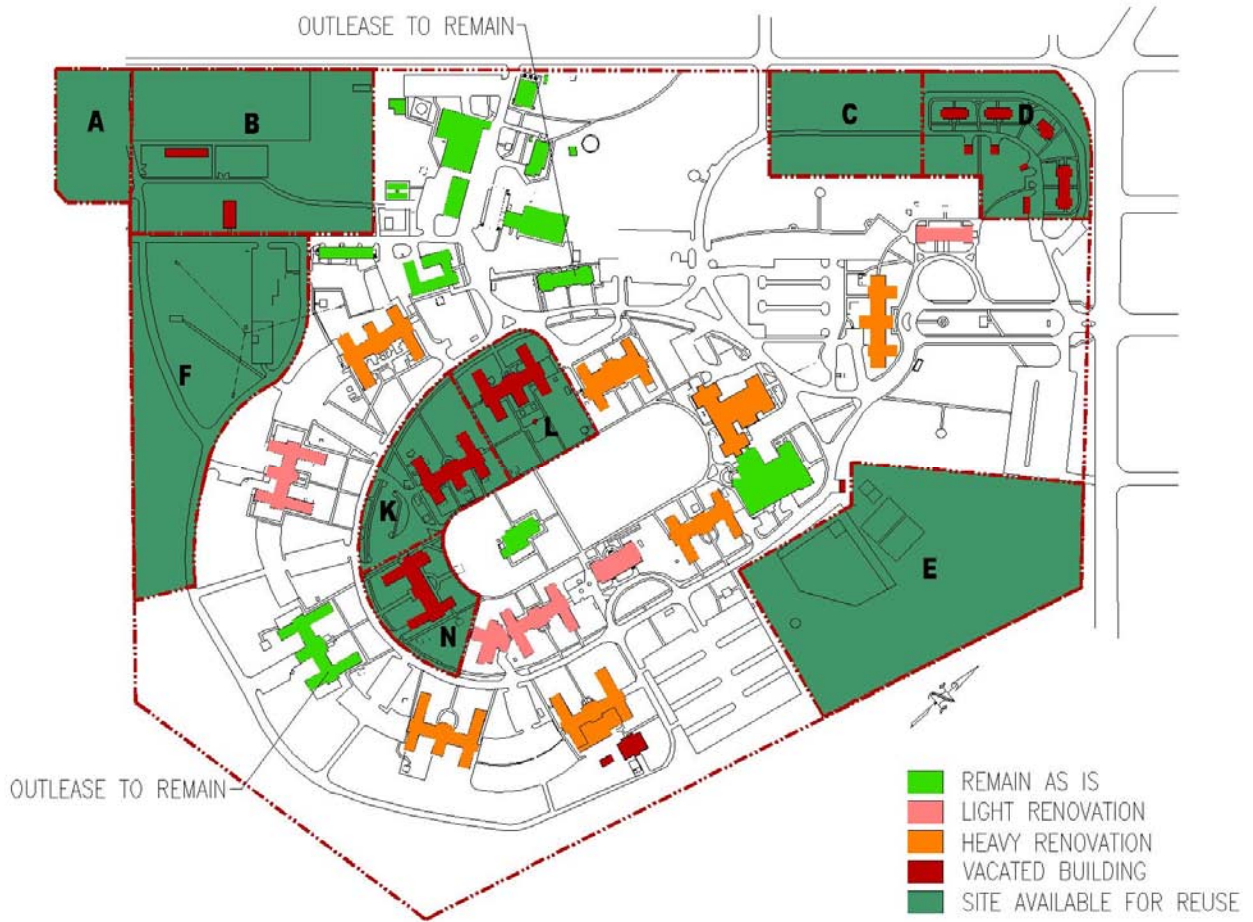 OUTLEASE TO REMAIN
A
B
C
D
F
L
K
E
N
OUTLEASE TO REMAIN
REMAIN AS IS
LIGHT RENOVATION
HEAVY RENOVATION
VACATED BUILDING
SITE AVAILABLE FOR REUSE